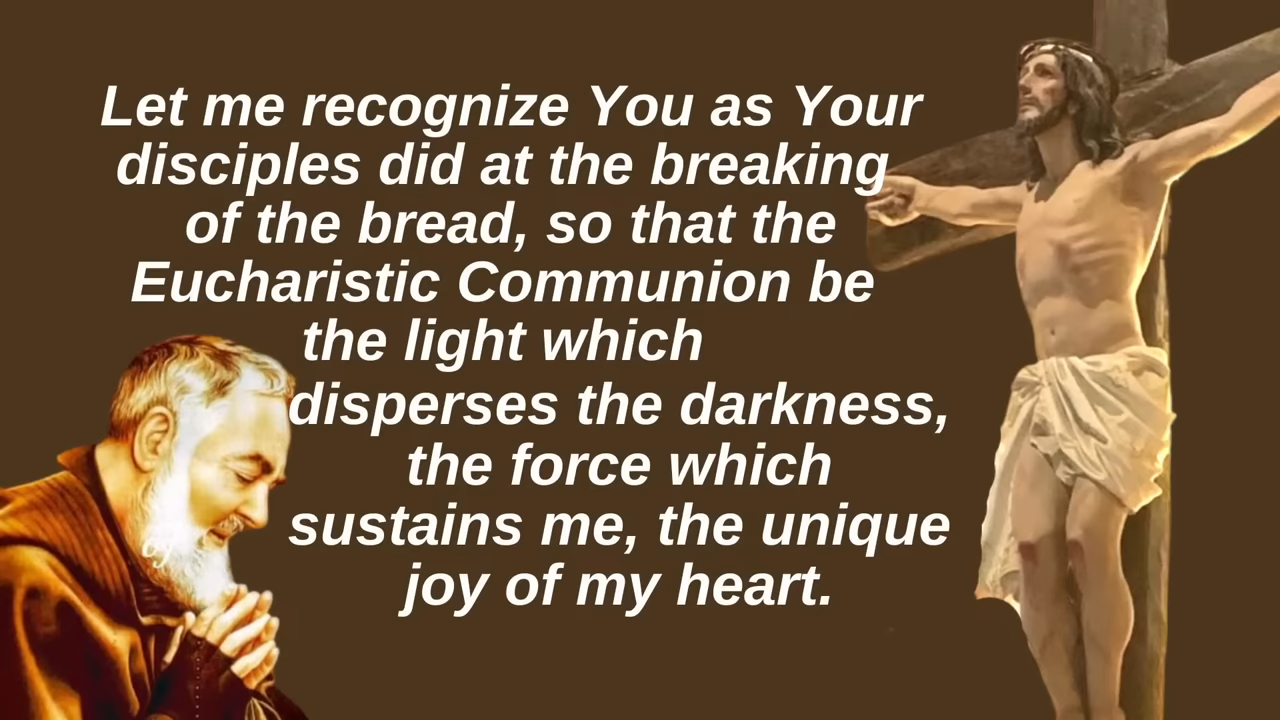 Let me recognize You as Your
disciples did at the breaking
of the bread, so that the
Eucharistic Communion be
the light which
disperses the darkness,
the force which
sustains me, the unique
joy of my heart.
of